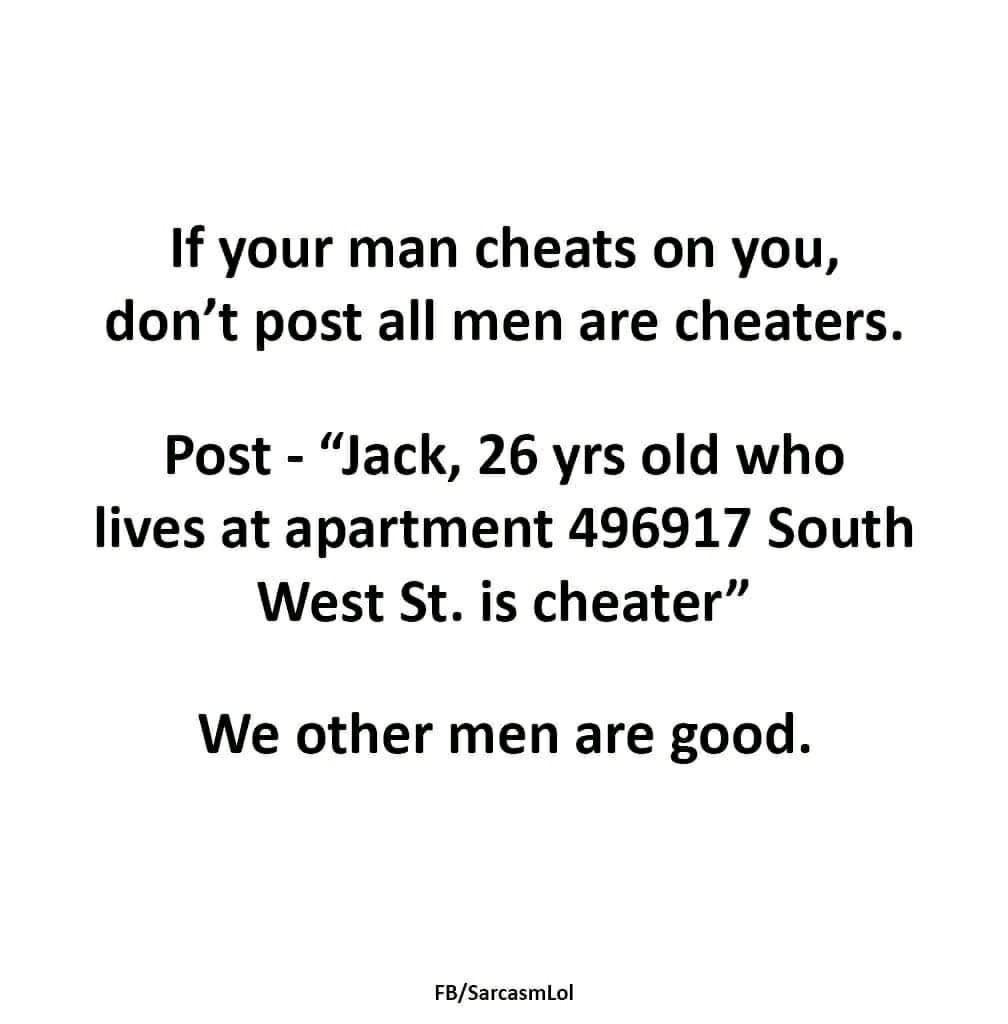 If your man cheats on you,
don’t post all men are cheaters.
Post - “Jack, 26 yrs old who
lives at apartment 496917 South
West St. is cheater”
We other men are good.
FB/SarcasmLol